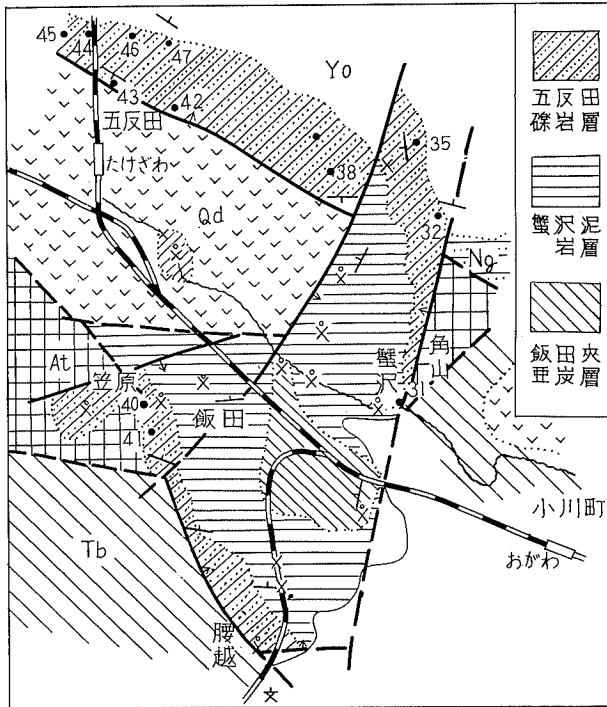 45
44
46
47
Yo
43
42
五反田
たけざわ
38
35
32
Qd
Ng
At
笠原
40
41
飯田
蟹沢
31
角山
Tb
小川町
おがわ
腰越
文
五反田
礫岩層
蟹沢泥
岩層
飯田夾
亜炭層